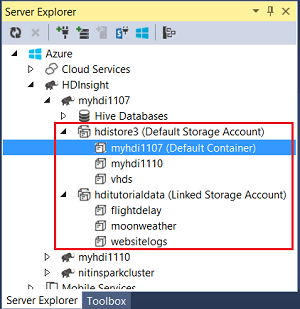 Server Explorer
Azure
Cloud Services
HDInsight
myhdi1107
Hive Databases
hdistore3 (Default Storage Account)
myhdi1107 (Default Container)
myhdi1110
vhds
hditutorialdata (Linked Storage Account)
flightdelay
moonweather
websitelogs
myhdi1110
nitinsparkcluster
Mobile Services
Server Explorer Toolbox